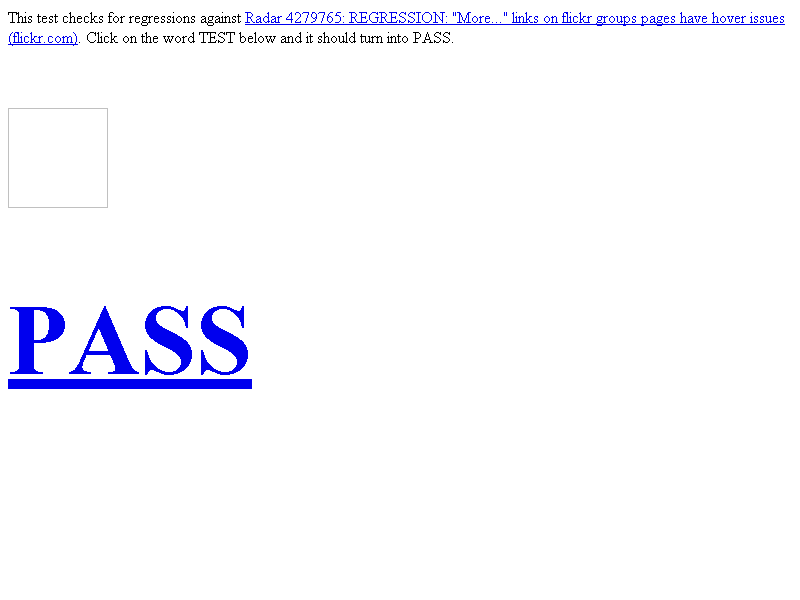 This test checks for regressions against Radar 4279765: REGRESSION: "More..." links on flickr groups pages have hover issues
(flickr.com). Click on the word TEST below and it should turn into PASS.
PASS